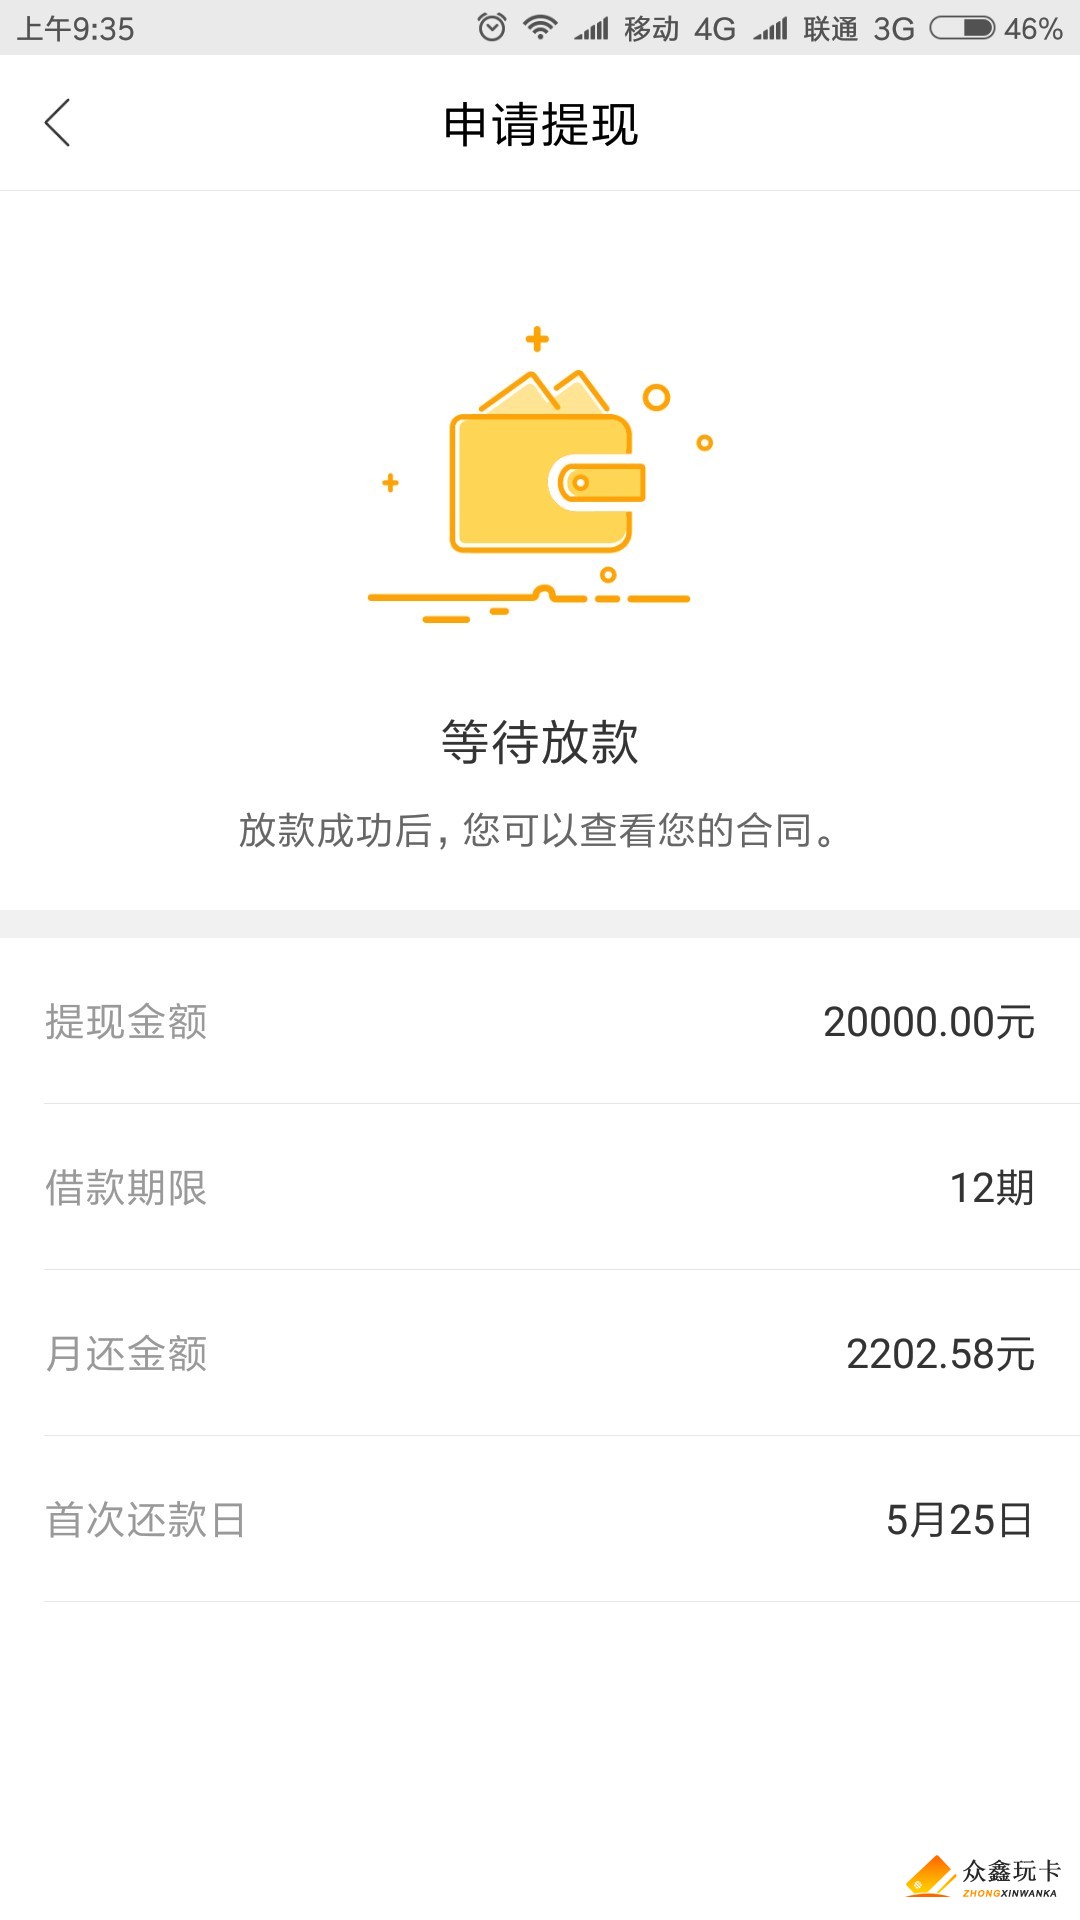 上午9:35 移动 4G 联通 3G 46%
申请提现
等待放款
放款成功后,您可以查看您的合同。
提现金额 20000.00元
借款期限 12期
月还金额 2202.58元
首次还款日 5月25日
众鑫玩卡
ZHONGXINWANKA